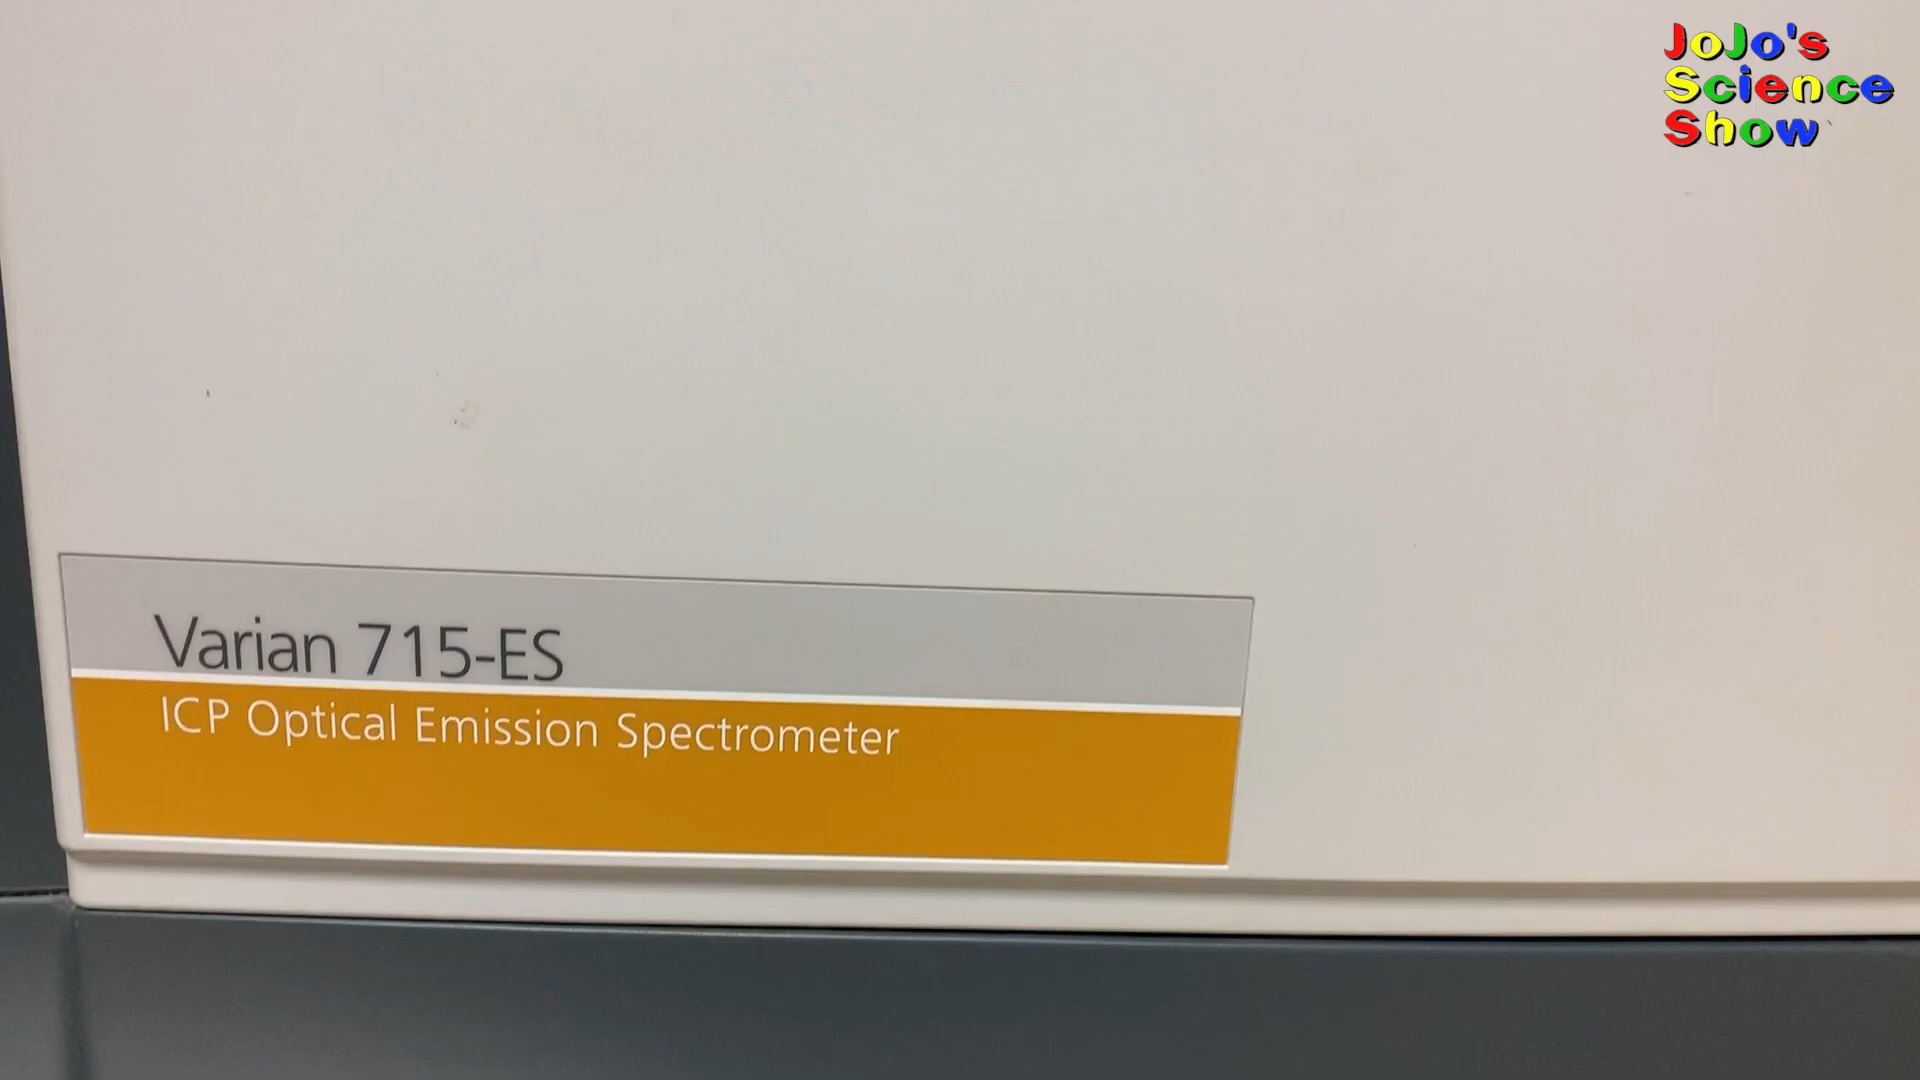 JoJo's
Science
Show
Varian 715-ES
ICP Optical Emission Spectrometer